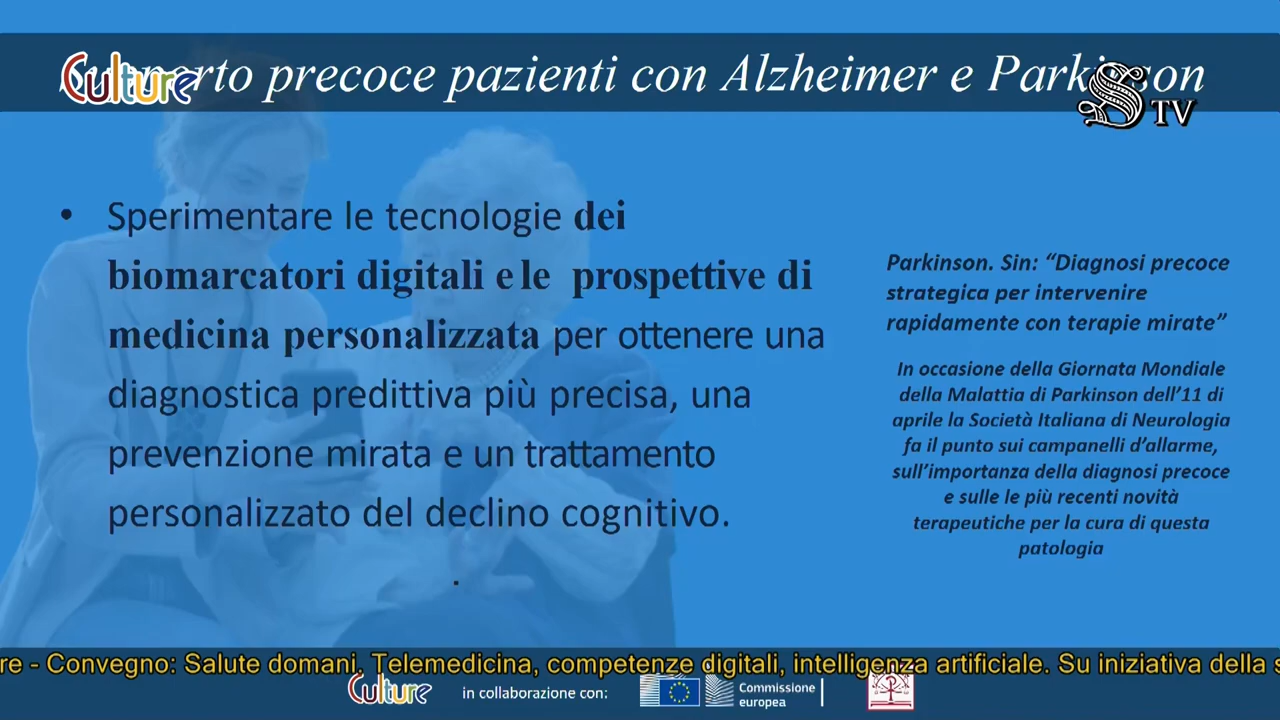 Culture
Supporto precoce pazienti con Alzheimer e Parkinson
S TV
• Sperimentare le tecnologie dei
biomarcatori digitali e le prospettive di
medicina personalizzata per ottenere una
diagnostica predittiva più precisa, una
prevenzione mirata e un trattamento
personalizzato del declino cognitivo.
.
Parkinson. Sin: “Diagnosi precoce
strategica per intervenire
rapidamente con terapie mirate”
In occasione della Giornata Mondiale
della Malattia di Parkinson dell’11 di
aprile la Società Italiana di Neurologia
fa il punto sui campanelli d’allarme,
sull’importanza della diagnosi precoce
e sulle le più recenti novità
terapeutiche per la cura di questa
patologia
re - Convegno: Salute domani. Telemedicina, competenze digitali, intelligenza artificiale. Su iniziativa della s
Culture in collaborazione con:
Commissione
europea